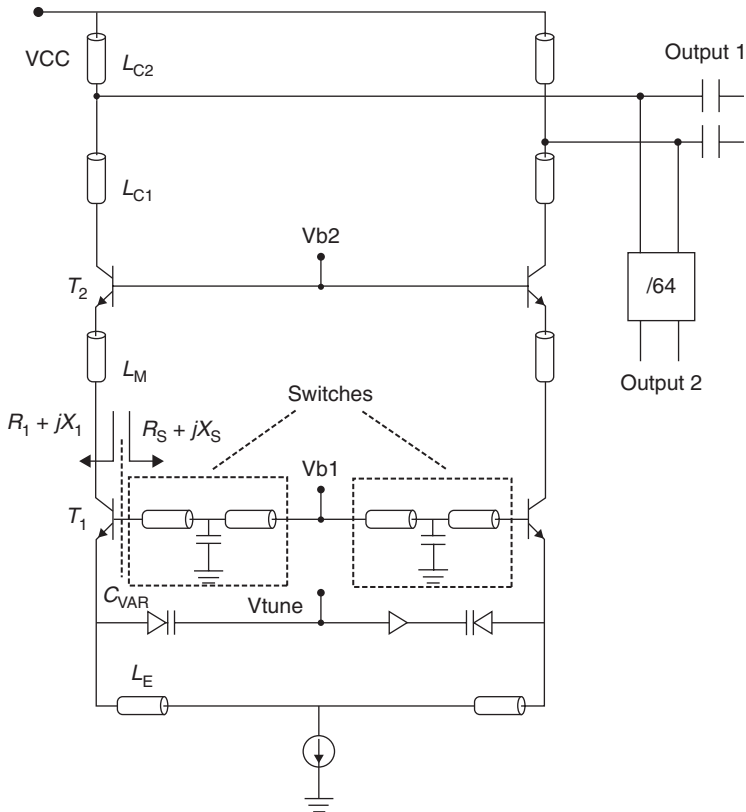 Output 1
VCC
L_C2
L_C1
Vb2
T_2
/64
L_M
Output 2
Switches
R_1 + jX_1
R_S + jX_S
Vb1
T_1
C_VAR
Vtune
L_E